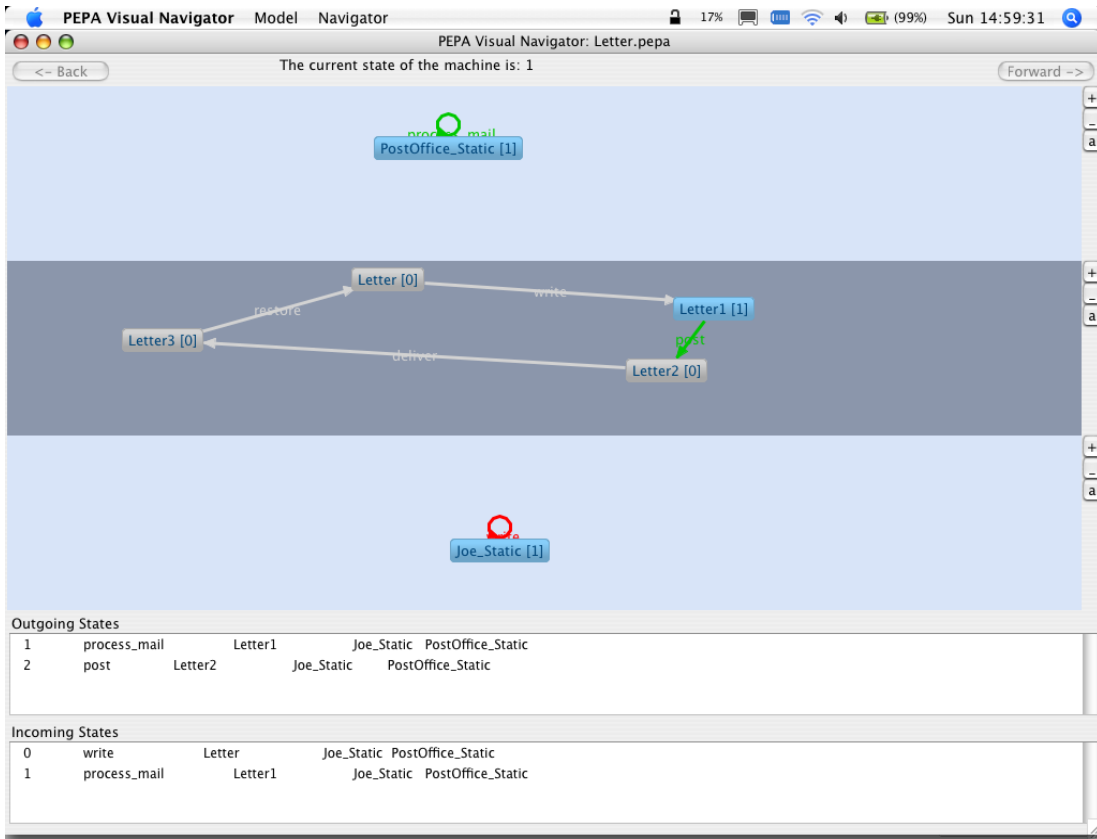 PEPA Visual Navigator Model Navigator 17% (99%) Sun 14:59:31
PEPA Visual Navigator: Letter.pepa
<- Back The current state of the machine is: 1 Forward ->
+
-
a
process_mail
PostOffice_Static [1]
Letter [0]
write
+
-
a
restore
Letter1 [1]
Letter3 [0]
post
deliver
Letter2 [0]
+
-
a
write
Joe_Static [1]
Outgoing States
1 process_mail Letter1 Joe_Static PostOffice_Static
2 post Letter2 Joe_Static PostOffice_Static
Incoming States
0 write Letter Joe_Static PostOffice_Static
1 process_mail Letter1 Joe_Static PostOffice_Static